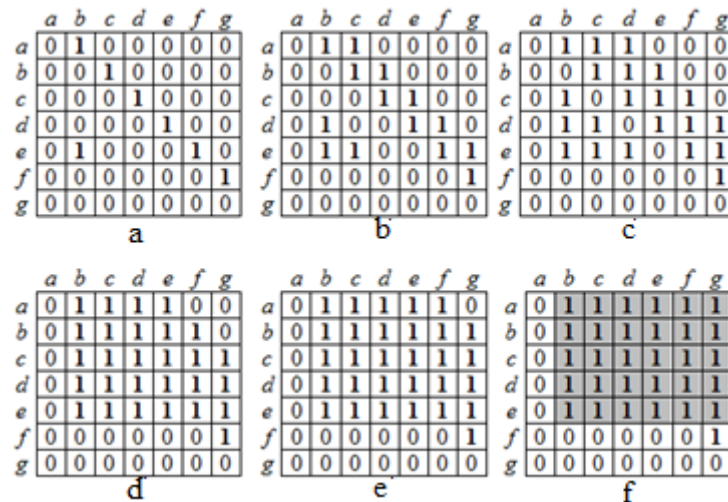 a b c d e f g
a 0 1 0 0 0 0 0
b 0 0 1 0 0 0 0
c 0 0 0 1 0 0 0
d 0 0 0 0 1 0 0
e 0 1 0 0 0 1 0
f 0 0 0 0 0 0 1
g 0 0 0 0 0 0 0
a
a b c d e f g
a 0 1 1 0 0 0 0
b 0 0 1 1 0 0 0
c 0 0 0 1 1 0 0
d 0 1 0 0 1 1 0
e 0 1 1 0 0 1 1
f 0 0 0 0 0 0 1
g 0 0 0 0 0 0 0
b
a b c d e f g
a 0 1 1 1 0 0 0
b 0 0 1 1 1 0 0
c 0 1 0 1 1 1 0
d 0 1 1 0 1 1 1
e 0 1 1 1 0 1 1
f 0 0 0 0 0 0 1
g 0 0 0 0 0 0 0
c
a b c d e f g
a 0 1 1 1 1 0 0
b 0 1 1 1 1 1 0
c 0 1 1 1 1 1 1
d 0 1 1 1 1 1 1
e 0 1 1 1 1 1 1
f 0 0 0 0 0 0 1
g 0 0 0 0 0 0 0
d
a b c d e f g
a 0 1 1 1 1 1 0
b 0 1 1 1 1 1 1
c 0 1 1 1 1 1 1
d 0 1 1 1 1 1 1
e 0 1 1 1 1 1 1
f 0 0 0 0 0 0 1
g 0 0 0 0 0 0 0
e
a b c d e f g
a 0 1 1 1 1 1 1
b 0 1 1 1 1 1 1
c 0 1 1 1 1 1 1
d 0 1 1 1 1 1 1
e 0 1 1 1 1 1 1
f 0 0 0 0 0 0 1
g 0 0 0 0 0 0 0
f